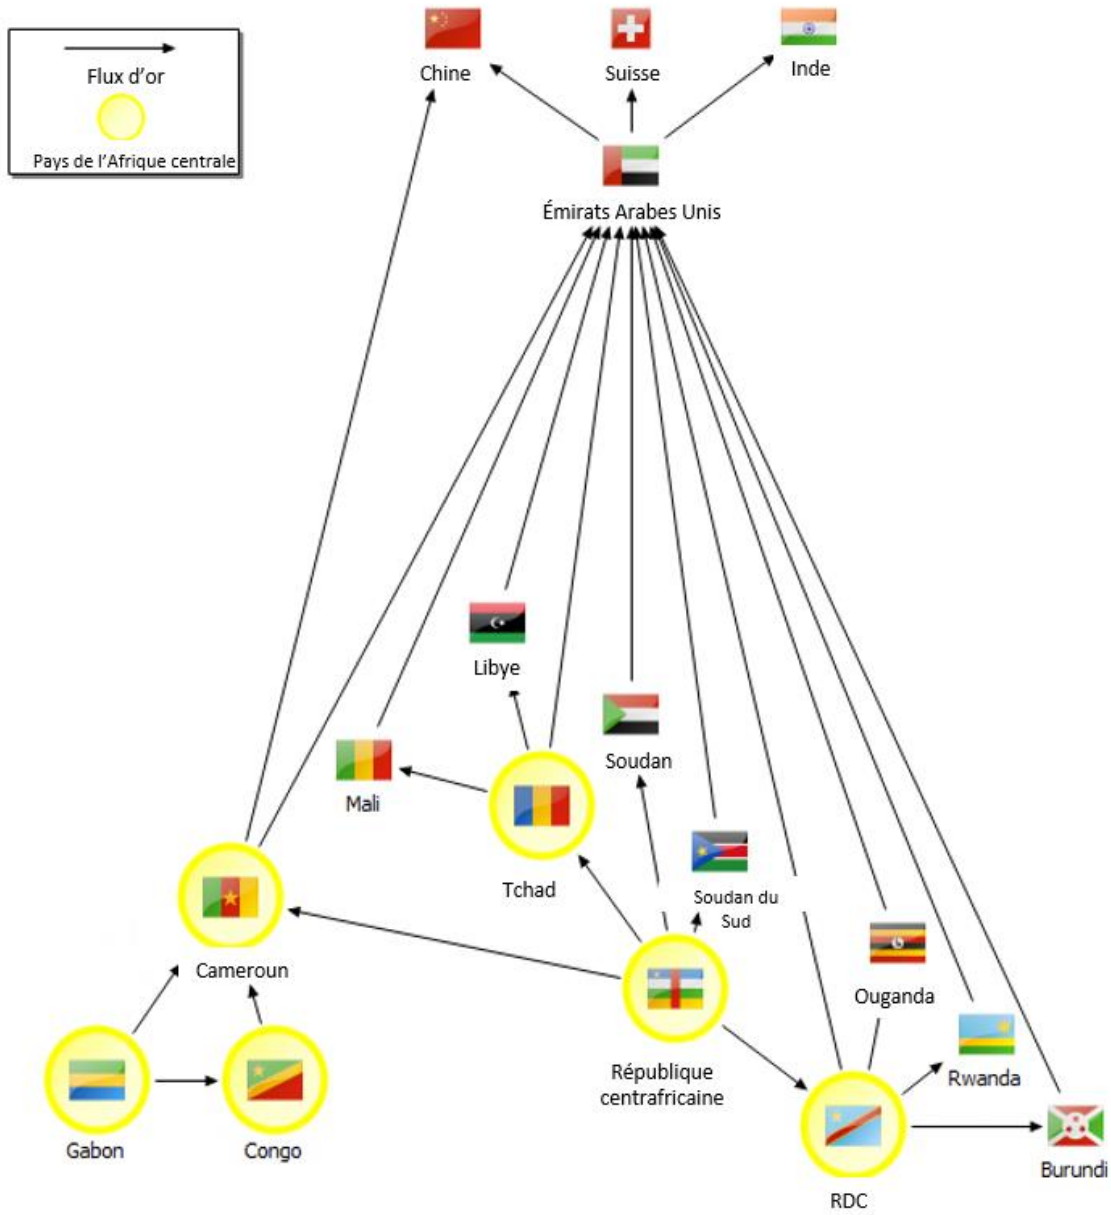 Flux d’or
Pays de l’Afrique centrale
Chine
Suisse
Inde
Émirats Arabes Unis
Libye
Soudan
Mali
Tchad
Soudan du
Sud
Cameroun
Ouganda
République
centrafricaine
Rwanda
Gabon
Congo
Burundi
RDC